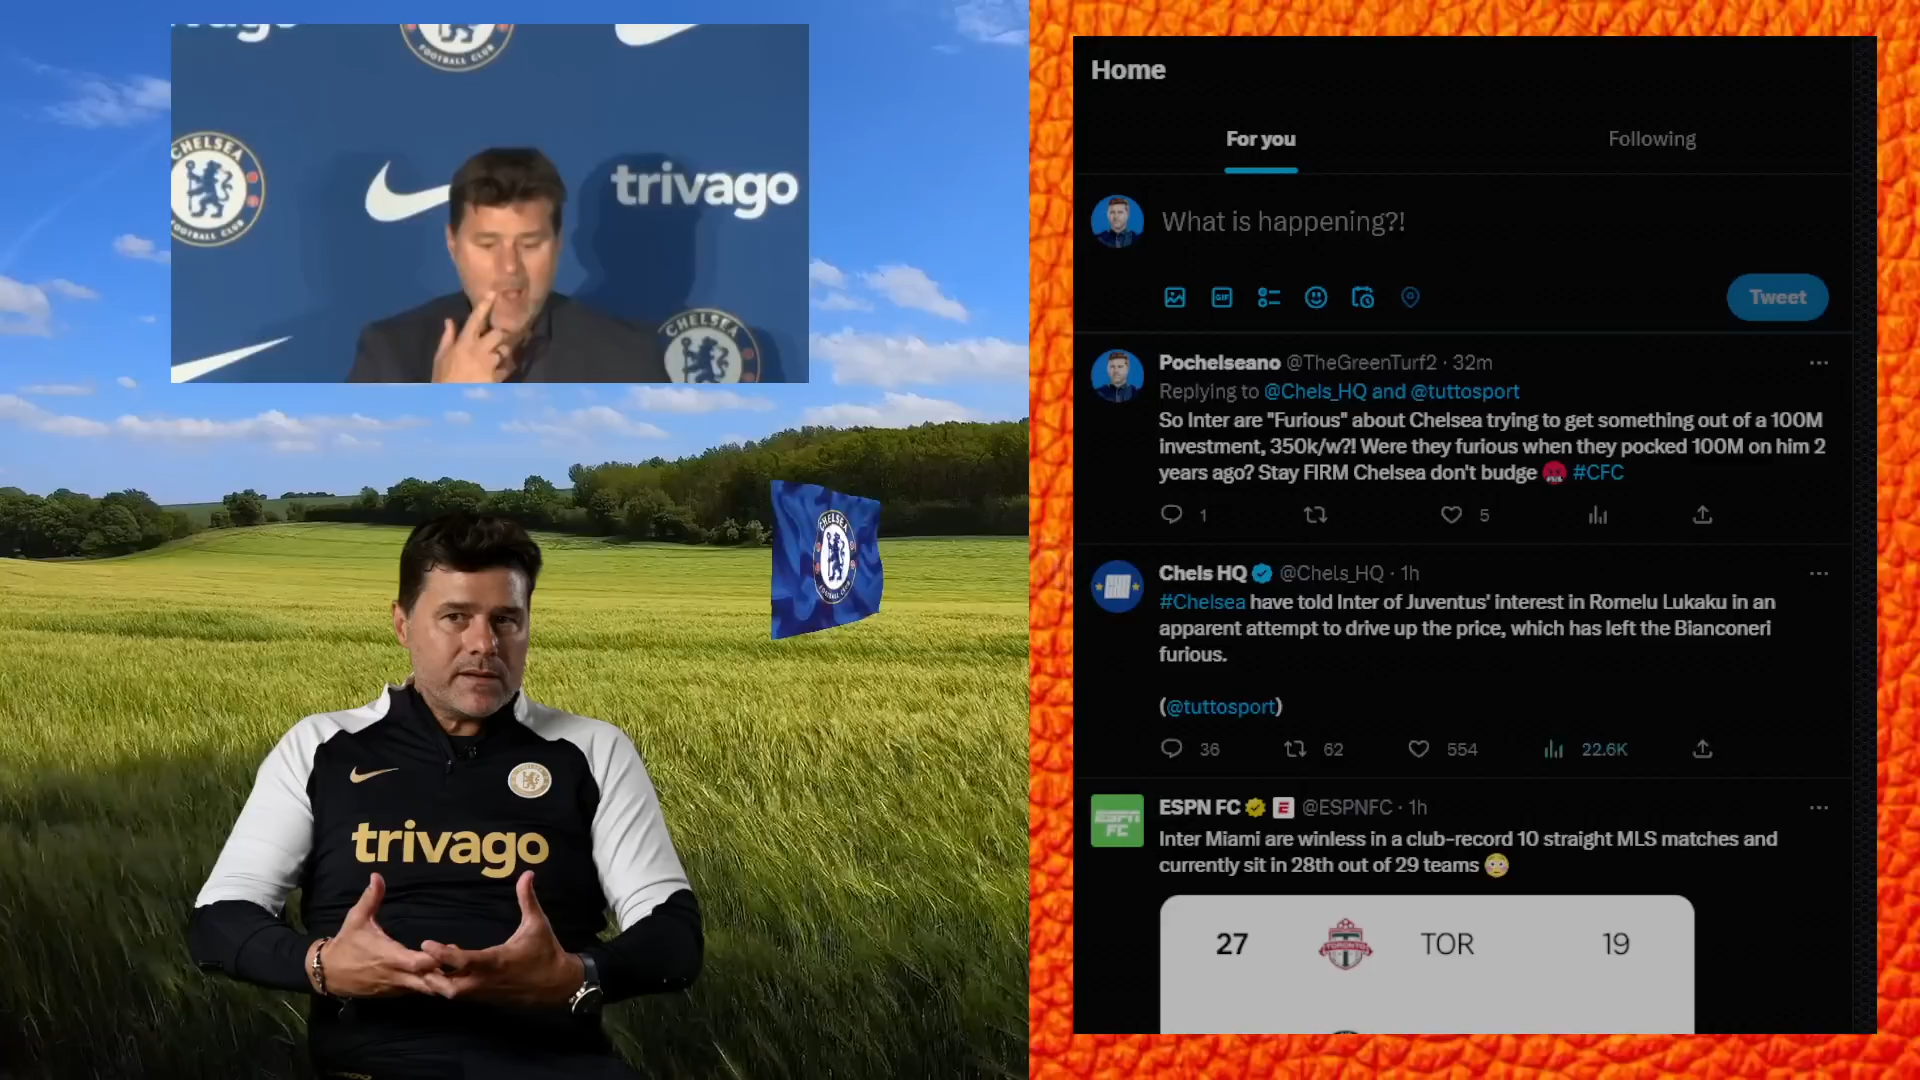 CHELSEA
FOOTBALL CLUB
FOOTBALL CLUB
trivago
CHELSEA
CHELSEA
trivago
Home
For you
Following
What is happening?!
GIF
Tweet
Pochelseano @TheGreenTurf2 · 32m
Replying to @Chels_HQ and @tuttosport
So Inter are "Furious" about Chelsea trying to get something out of a 100M
investment, 350k/w?! Were they furious when they pocked 100M on him 2
years ago? Stay FIRM Chelsea don't budge #CFC
1
5
Chels HQ @Chels_HQ · 1h
#Chelsea have told Inter of Juventus' interest in Romelu Lukaku in an
apparent attempt to drive up the price, which has left the Bianconeri
furious.
(@tuttosport)
36 62 554 22.6K
ESPN FC @ESPNFC · 1h
Inter Miami are winless in a club-record 10 straight MLS matches and
currently sit in 28th out of 29 teams
27 TORONTO TOR 19